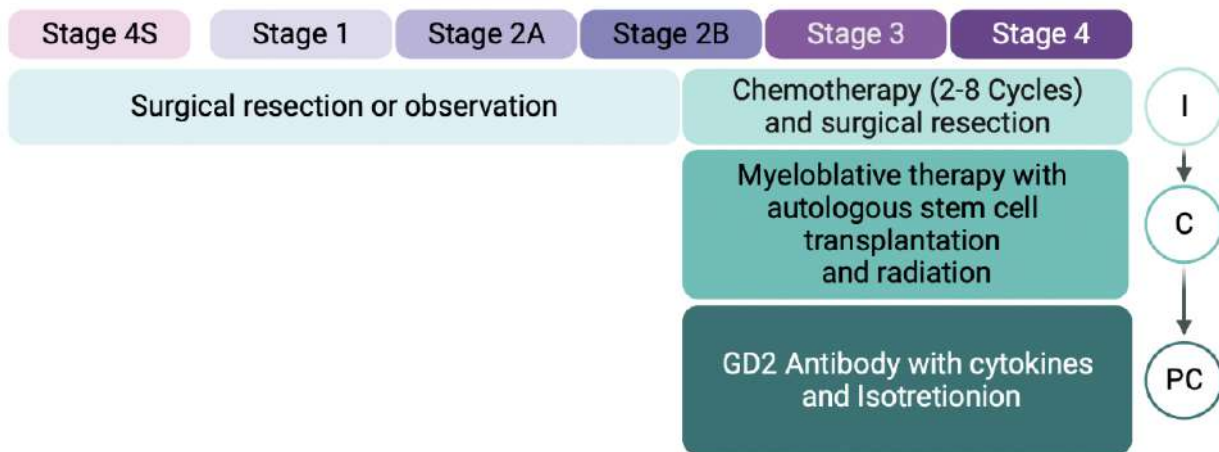 Stage 4S
Stage 1
Stage 2A
Stage 2B
Stage 3
Stage 4
Surgical resection or observation
Chemotherapy (2-8 Cycles)
and surgical resection
I
Myeloblative therapy with
autologous stem cell
transplantation
and radiation
C
GD2 Antibody with cytokines
and Isotretionion
PC